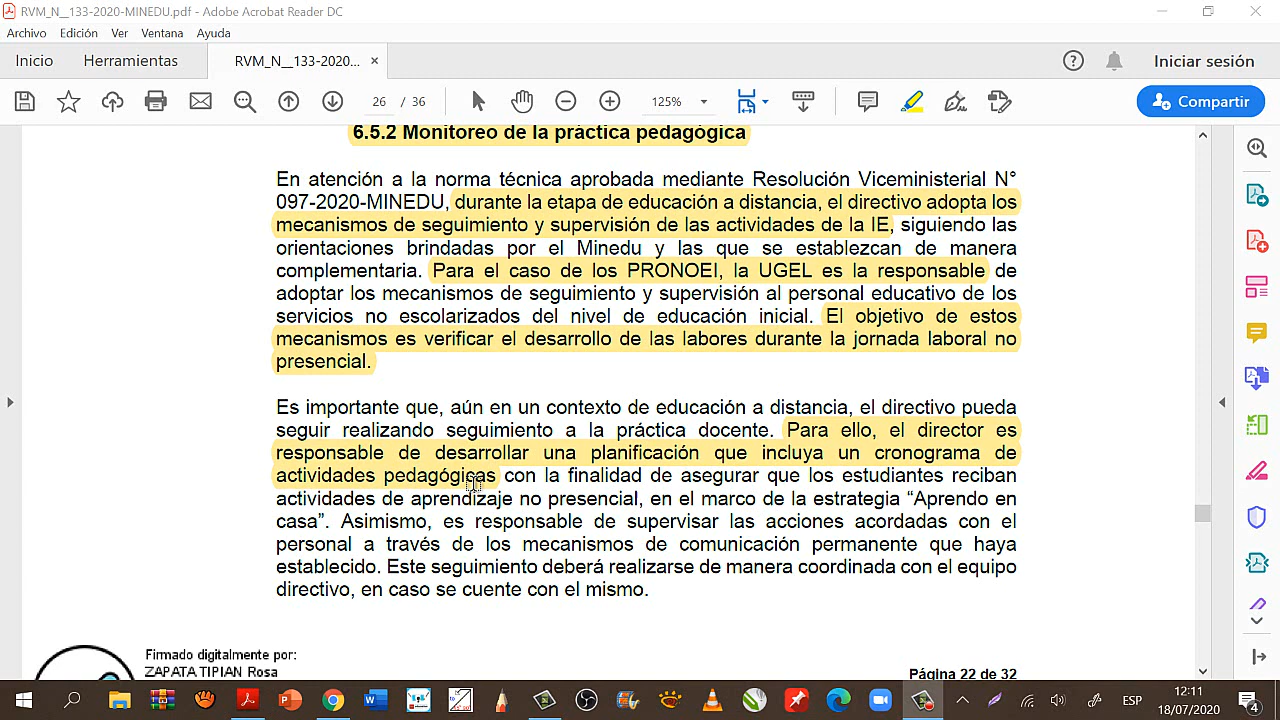 RVM_N__133-2020-MINEDU.pdf - Adobe Acrobat Reader DC
Archivo Edición Ver Ventana Ayuda
Inicio Herramientas RVM_N__133-2020... × Iniciar sesión
26 / 36 125% Compartir
6.5.2 Monitoreo de la práctica pedagógica
En atención a la norma técnica aprobada mediante Resolución Viceministerial N°
097-2020-MINEDU, durante la etapa de educación a distancia, el directivo adopta los
mecanismos de seguimiento y supervisión de las actividades de la IE, siguiendo las
orientaciones brindadas por el Minedu y las que se establezcan de manera
complementaria. Para el caso de los PRONOEI, la UGEL es la responsable de
adoptar los mecanismos de seguimiento y supervisión al personal educativo de los
servicios no escolarizados del nivel de educación inicial. El objetivo de estos
mecanismos es verificar el desarrollo de las labores durante la jornada laboral no
presencial.
Es importante que, aún en un contexto de educación a distancia, el directivo pueda
seguir realizando seguimiento a la práctica docente. Para ello, el director es
responsable de desarrollar una planificación que incluya un cronograma de
actividades pedagógicas con la finalidad de asegurar que los estudiantes reciban
actividades de aprendizaje no presencial, en el marco de la estrategia “Aprendo en
casa”. Asimismo, es responsable de supervisar las acciones acordadas con el
personal a través de los mecanismos de comunicación permanente que haya
establecido. Este seguimiento deberá realizarse de manera coordinada con el equipo
directivo, en caso se cuente con el mismo.
Firmado digitalmente por:
ZAPATA TIPIAN Rosa
Página 22 de 32
ESP
12:11
18/07/2020
4